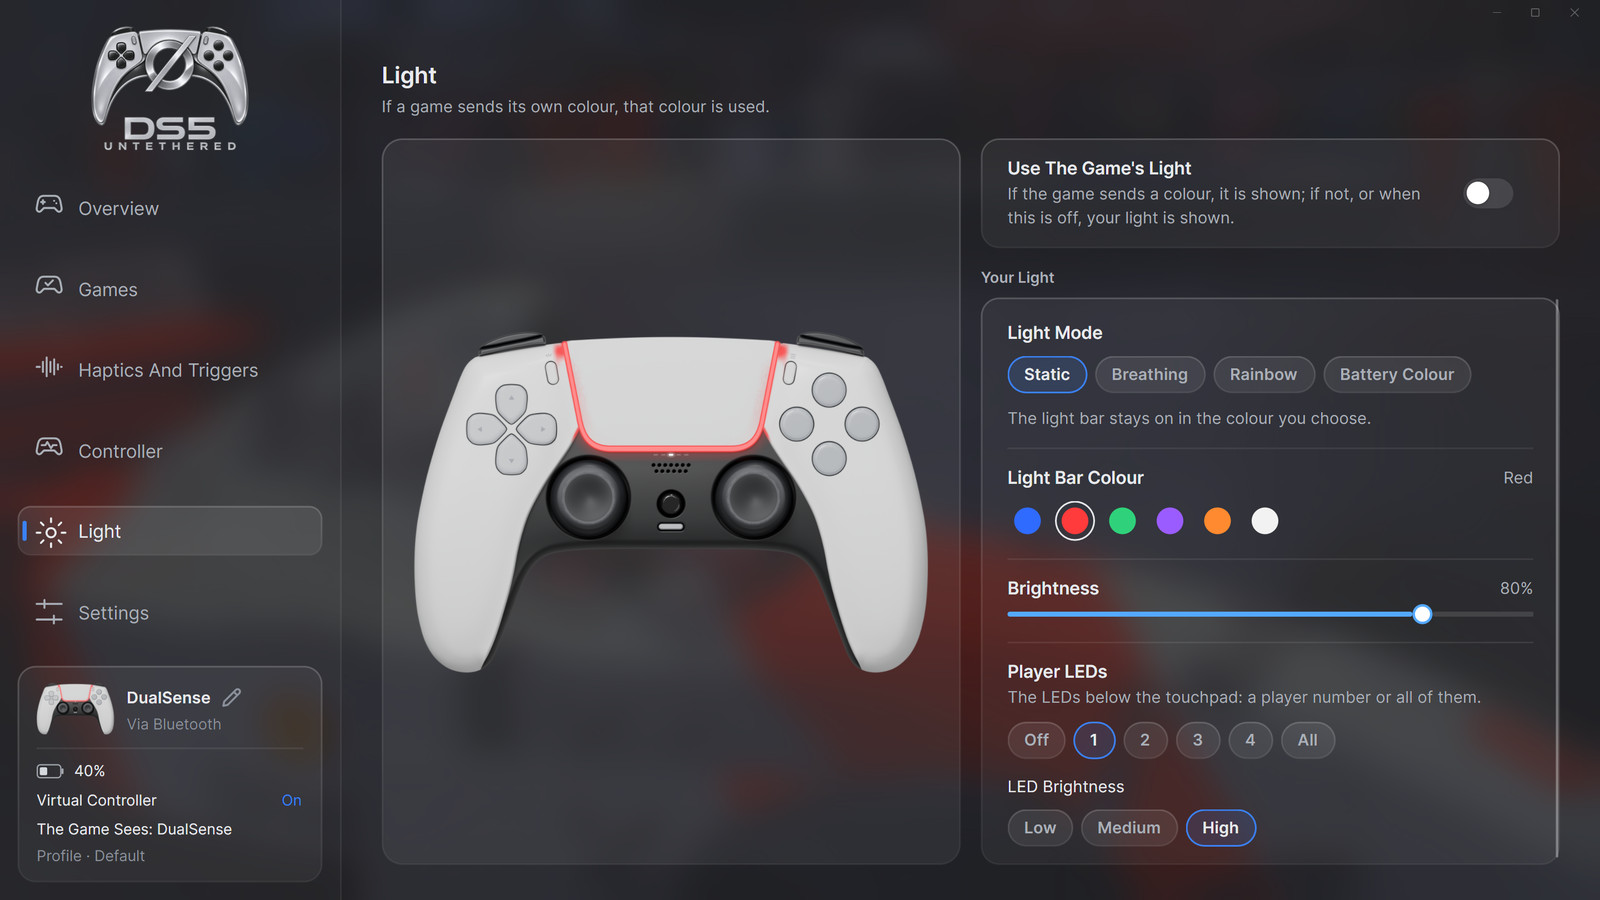 DS5
UNTETHERED
Overview
Games
Haptics And Triggers
Controller
Light
Settings
DualSense
Via Bluetooth
40%
Virtual Controller On
The Game Sees: DualSense
Profile · Default
Light
If a game sends its own colour, that colour is used.
Use The Game's Light
If the game sends a colour, it is shown; if not, or when
this is off, your light is shown.
Your Light
Light Mode
Static Breathing Rainbow Battery Colour
The light bar stays on in the colour you choose.
Light Bar Colour Red
Brightness 80%
Player LEDs
The LEDs below the touchpad: a player number or all of them.
Off 1 2 3 4 All
LED Brightness
Low Medium High